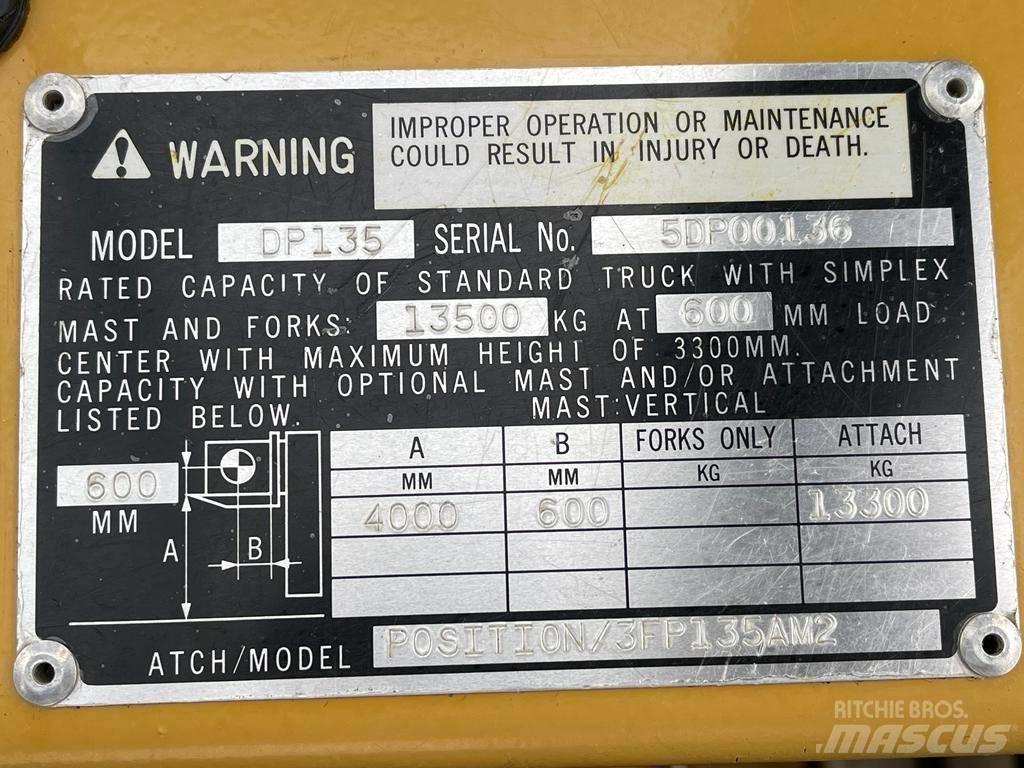 WARNING
IMPROPER OPERATION OR MAINTENANCE
COULD RESULT IN INJURY OR DEATH.
MODEL DP135 SERIAL No. 5DP00136
RATED CAPACITY OF STANDARD TRUCK WITH SIMPLEX
MAST AND FORKS: 13500 KG AT 600 MM LOAD
CENTER WITH MAXIMUM HEIGHT OF 3300MM.
CAPACITY WITH OPTIONAL MAST AND/OR ATTACHMENT
LISTED BELOW. MAST:VERTICAL
600
MM
A
B
A B FORKS ONLY ATTACH
MM MM KG KG
4000 600 13300
ATCH/MODEL POSITION/3FP135AM2
RITCHIE BROS.
MASCUS